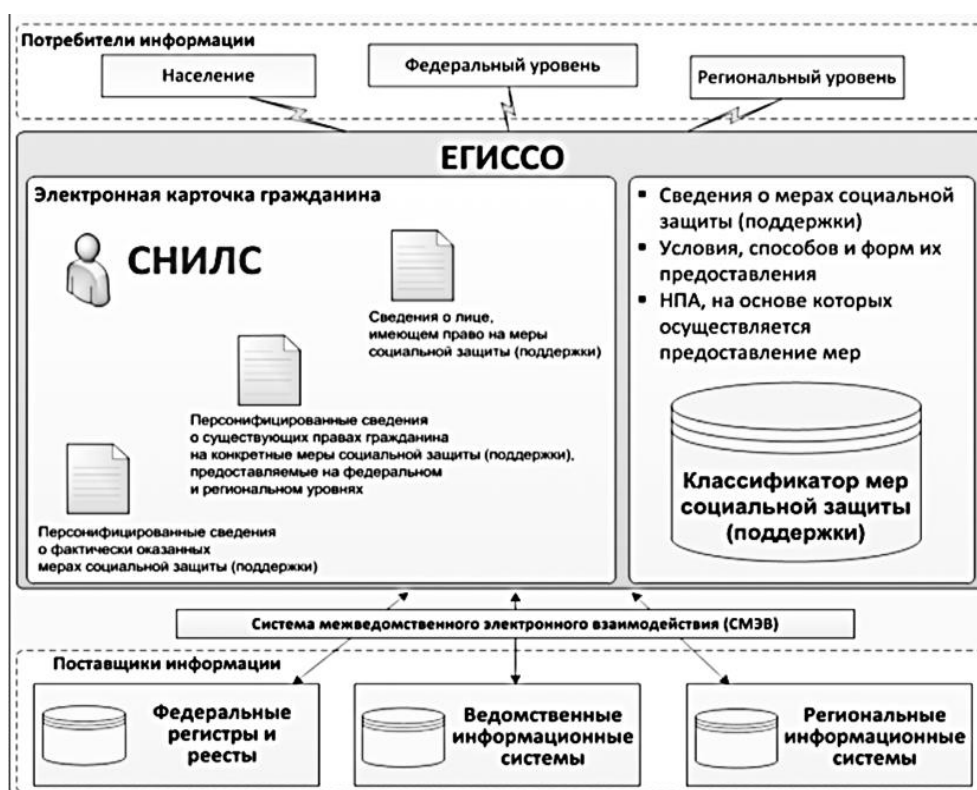 Потребители информации
Население
Федеральный уровень
Региональный уровень
ЕГИССО
Электронная карточка гражданина
СНИЛС
Сведения о лице,
имеющем право на меры
социальной защиты (поддержки)
Персонифицированные сведения
о существующих правах гражданина
на конкретные меры социальной защиты (поддержки),
предоставляемые на федеральном
и региональном уровнях
Персонифицированные сведения
о фактически оказанных
мерах социальной защиты (поддержки)
▪ Сведения о мерах социальной
защиты (поддержки)
▪ Условия, способов и форм их
предоставления
▪ НПА, на основе которых
осуществляется
предоставление мер
Классификатор мер
социальной защиты
(поддержки)
Система межведомственного электронного взаимодействия (СМЭВ)
Поставщики информации
Федеральные
регистры и
реесты
Ведомственные
информационные
системы
Региональные
информационные
системы